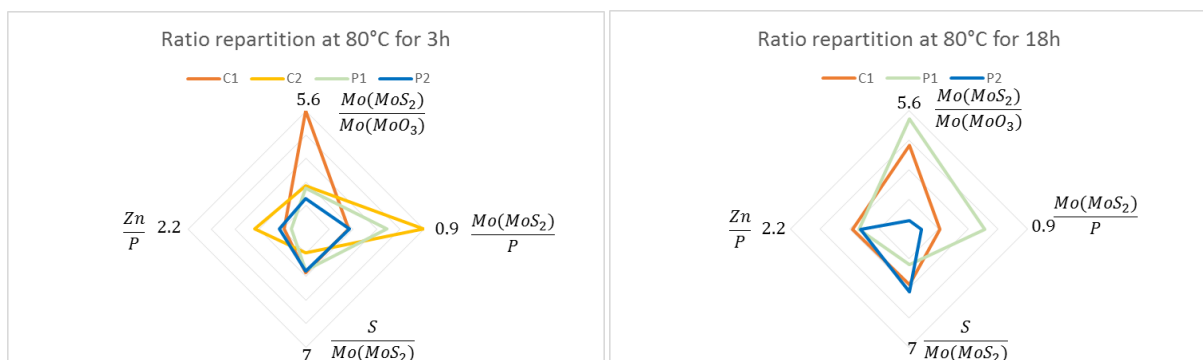 Ratio repartition at 80°C for 3h
C1 C2 P1 P2
5.6
Mo(MoS₂)
Mo(MoO₃)
Zn
P
2.2
0.9
Mo(MoS₂)
P
7
S
Mo(MoS₂)
Ratio repartition at 80°C for 18h
C1 P1 P2
5.6
Mo(MoS₂)
Mo(MoO₃)
Zn
P
2.2
0.9
Mo(MoS₂)
P
7
S
Mo(MoS₂)